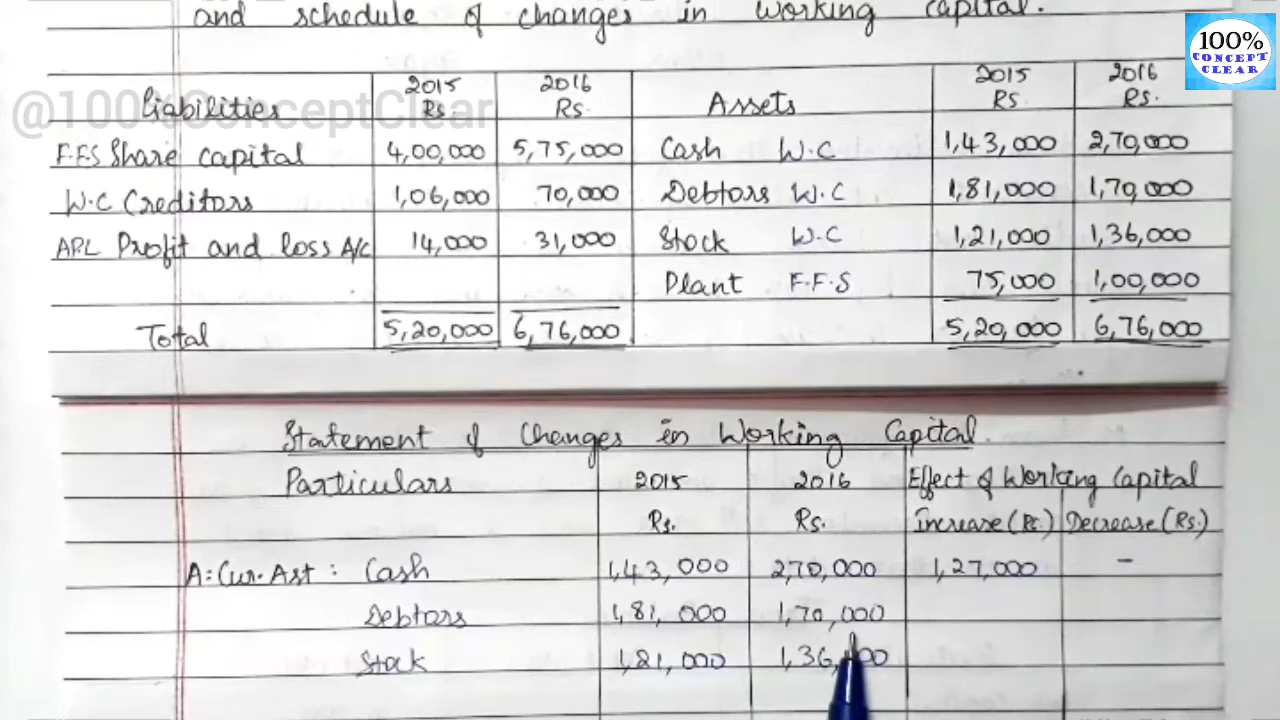 and schedule of changes in working capital.
100%
CONCEPT
CLEAR
@100%ConceptClear
Liabilities 2015 Rs 2016 Rs. Assets 2015 Rs. 2016 Rs.
F.F.S Share capital 4,00,000 5,75,000 Cash W.C 1,43,000 2,70,000
W.C Creditors 1,06,000 70,000 Debtors W.C 1,81,000 1,70,000
APL Profit and loss A/C 14,000 31,000 Stock W.C 1,21,000 1,36,000
Plant F.F.S 75,000 1,00,000
Total 5,20,000 6,76,000 5,20,000 6,76,000
Statement of Changes in Working Capital.
Particulars 2015 2016 Effect of Working Capital
Rs. Rs. Increase (Rs.) Decrease (Rs.)
A: Cur. Ast : Cash 1,43,000 2,70,000 1,27,000 -
Debtors 1,81,000 1,70,000
Stock 1,21,000